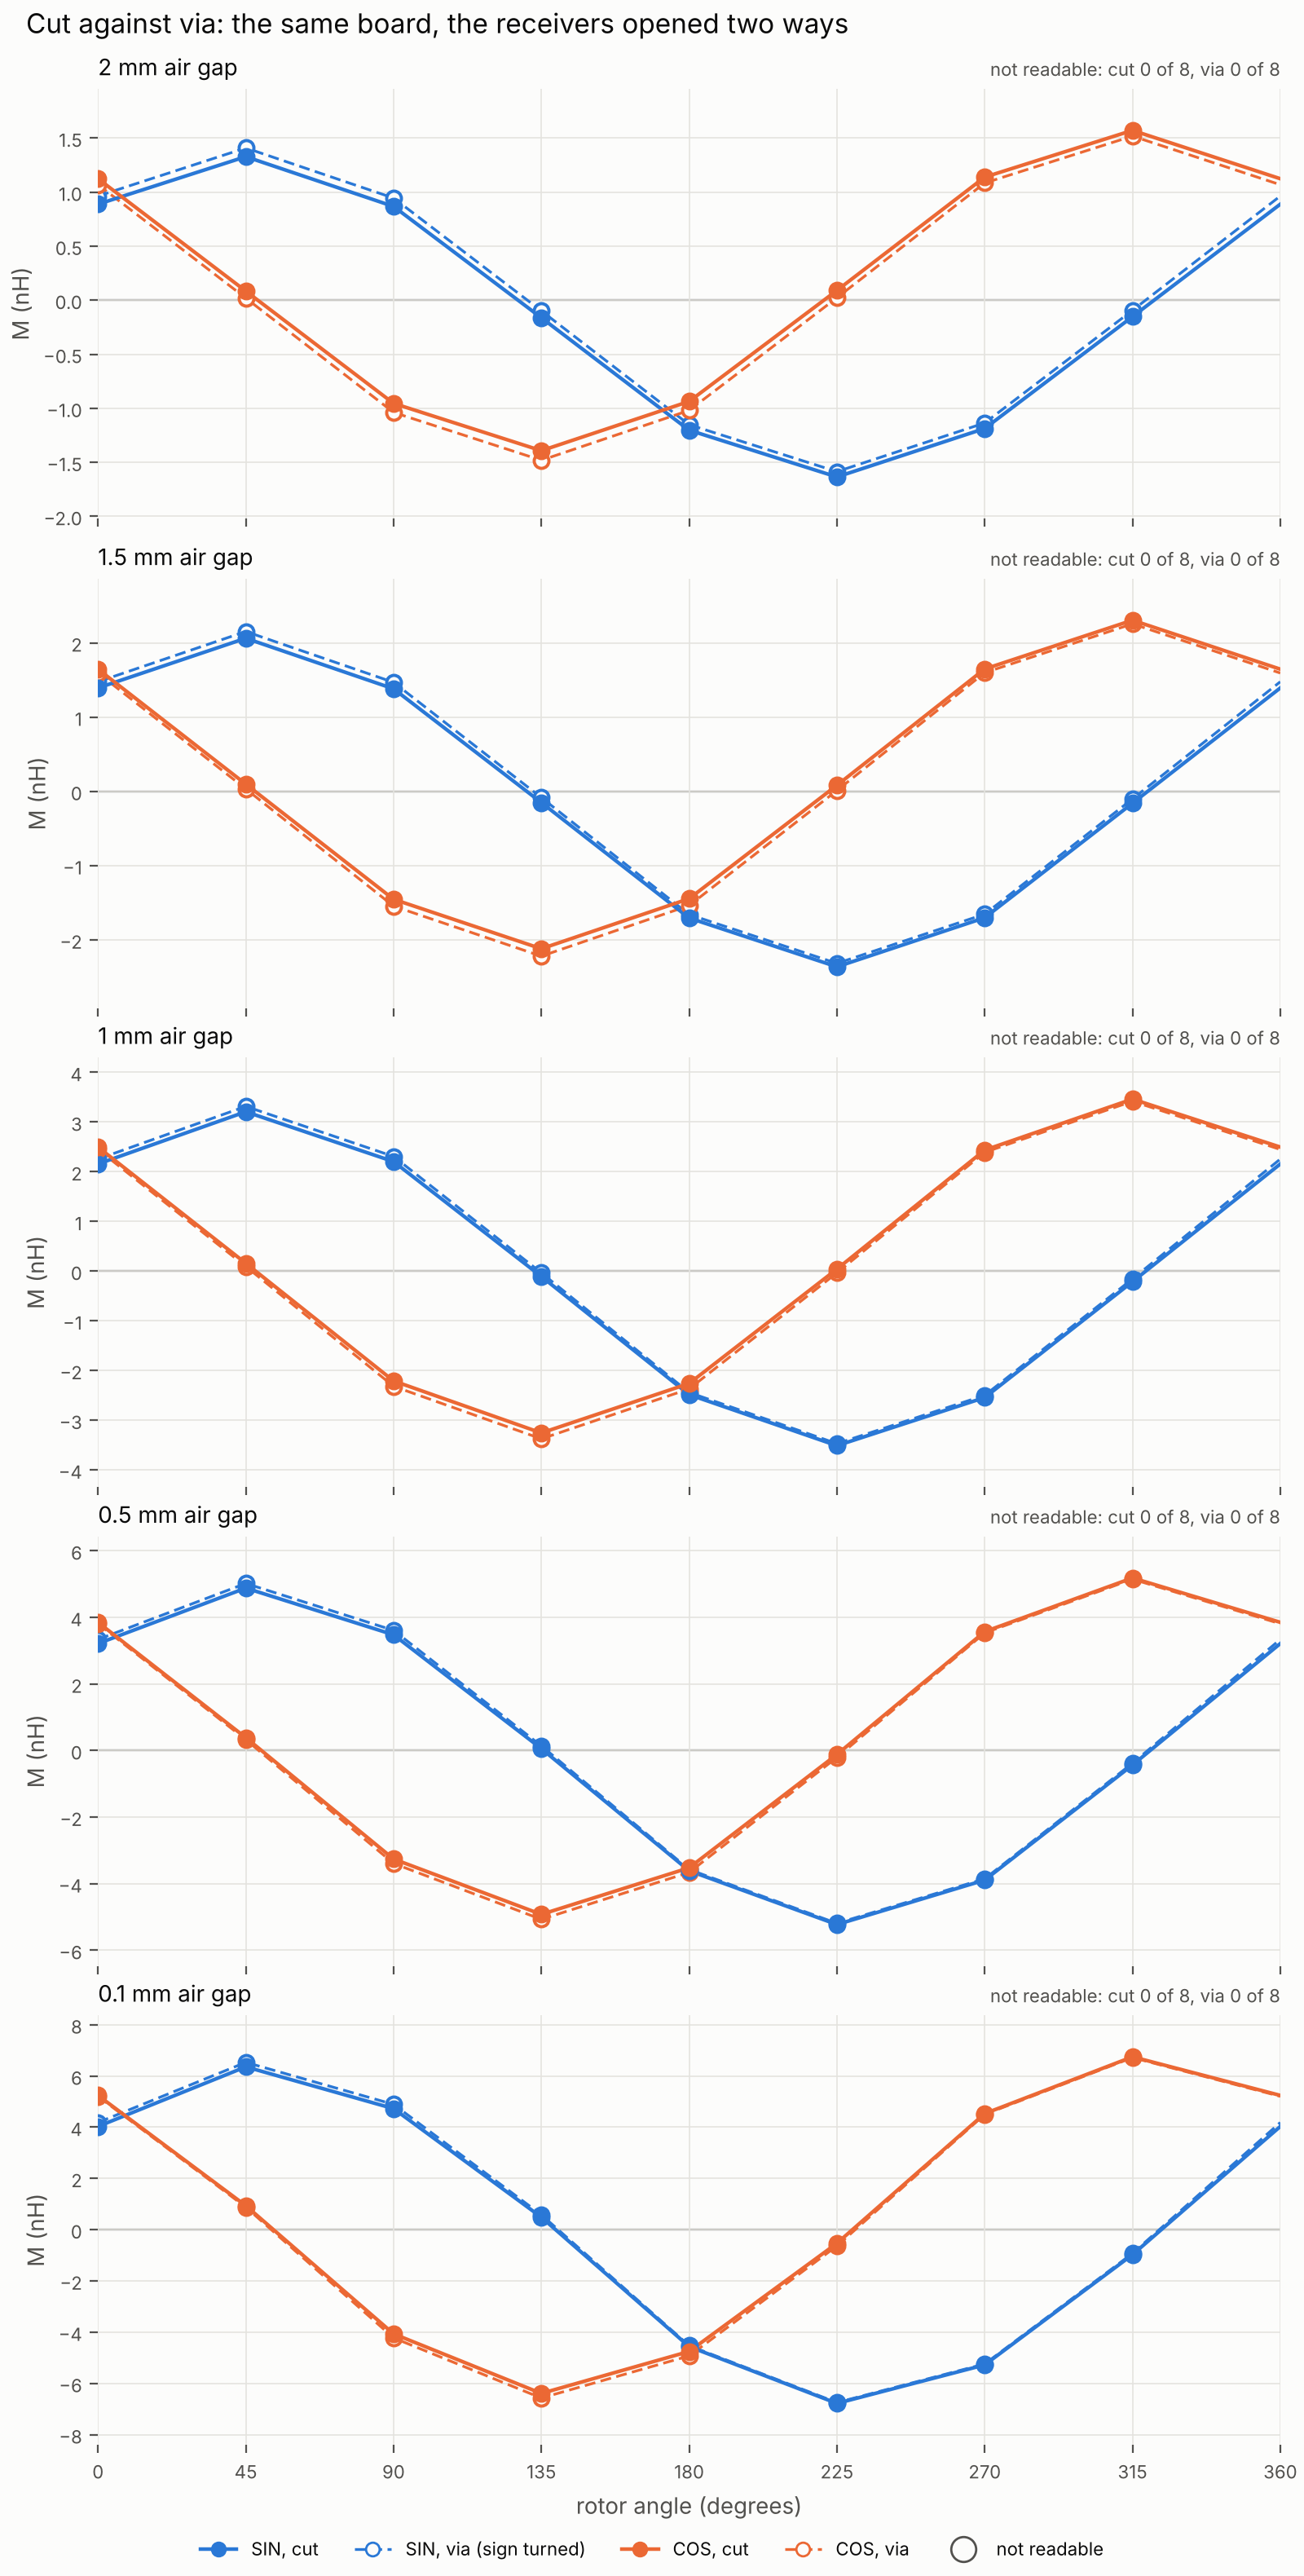 Cut against via: the same board, the receivers opened two ways
2 mm air gap
not readable: cut 0 of 8, via 0 of 8
1.5
1.0
0.5
0.0
−0.5
−1.0
−1.5
−2.0
M (nH)
1.5 mm air gap
not readable: cut 0 of 8, via 0 of 8
2
1
0
−1
−2
M (nH)
1 mm air gap
not readable: cut 0 of 8, via 0 of 8
4
3
2
1
0
−1
−2
−3
−4
M (nH)
0.5 mm air gap
not readable: cut 0 of 8, via 0 of 8
6
4
2
0
−2
−4
−6
M (nH)
0.1 mm air gap
not readable: cut 0 of 8, via 0 of 8
8
6
4
2
0
−2
−4
−6
−8
M (nH)
0 45 90 135 180 225 270 315 360
rotor angle (degrees)
SIN, cut SIN, via (sign turned) COS, cut COS, via not readable